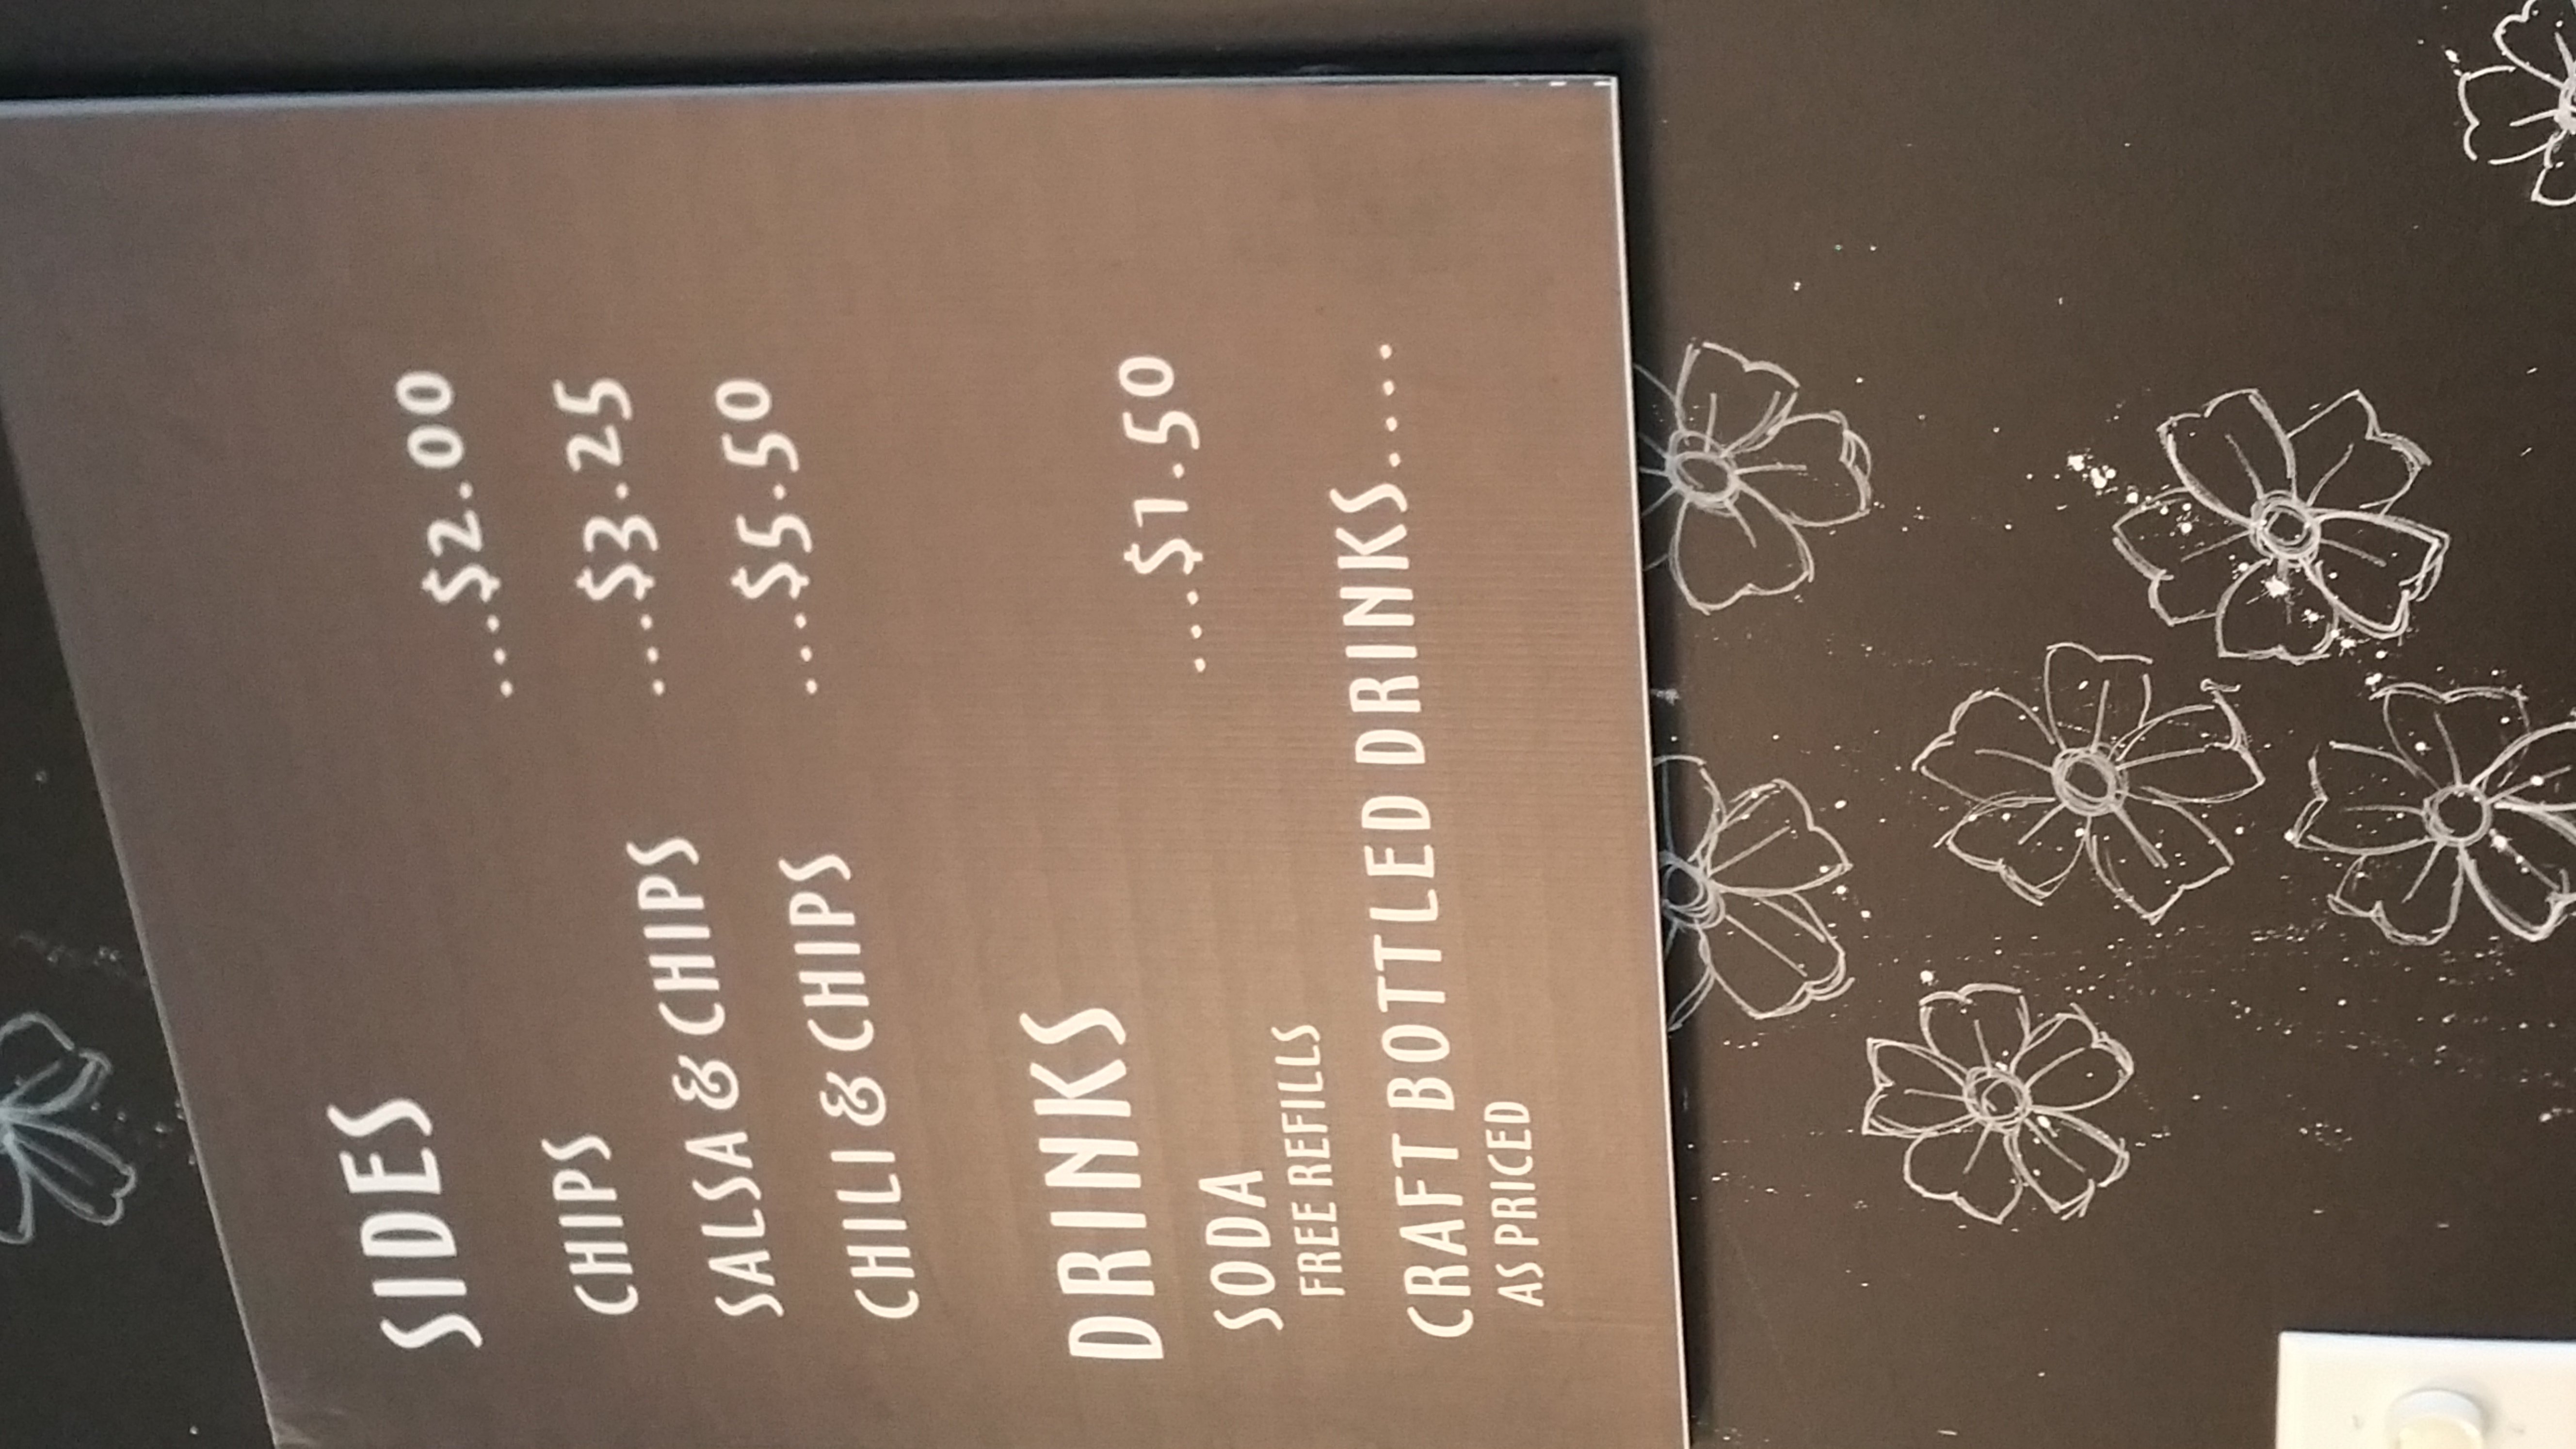 SIDES
CHIPS ...$2.00
SALSA & CHIPS ...$3.25
CHILI & CHIPS ...$5.50
DRINKS
SODA ...$1.50
FREE REFILLS
CRAFT BOTTLED DRINKS.....
AS PRICED